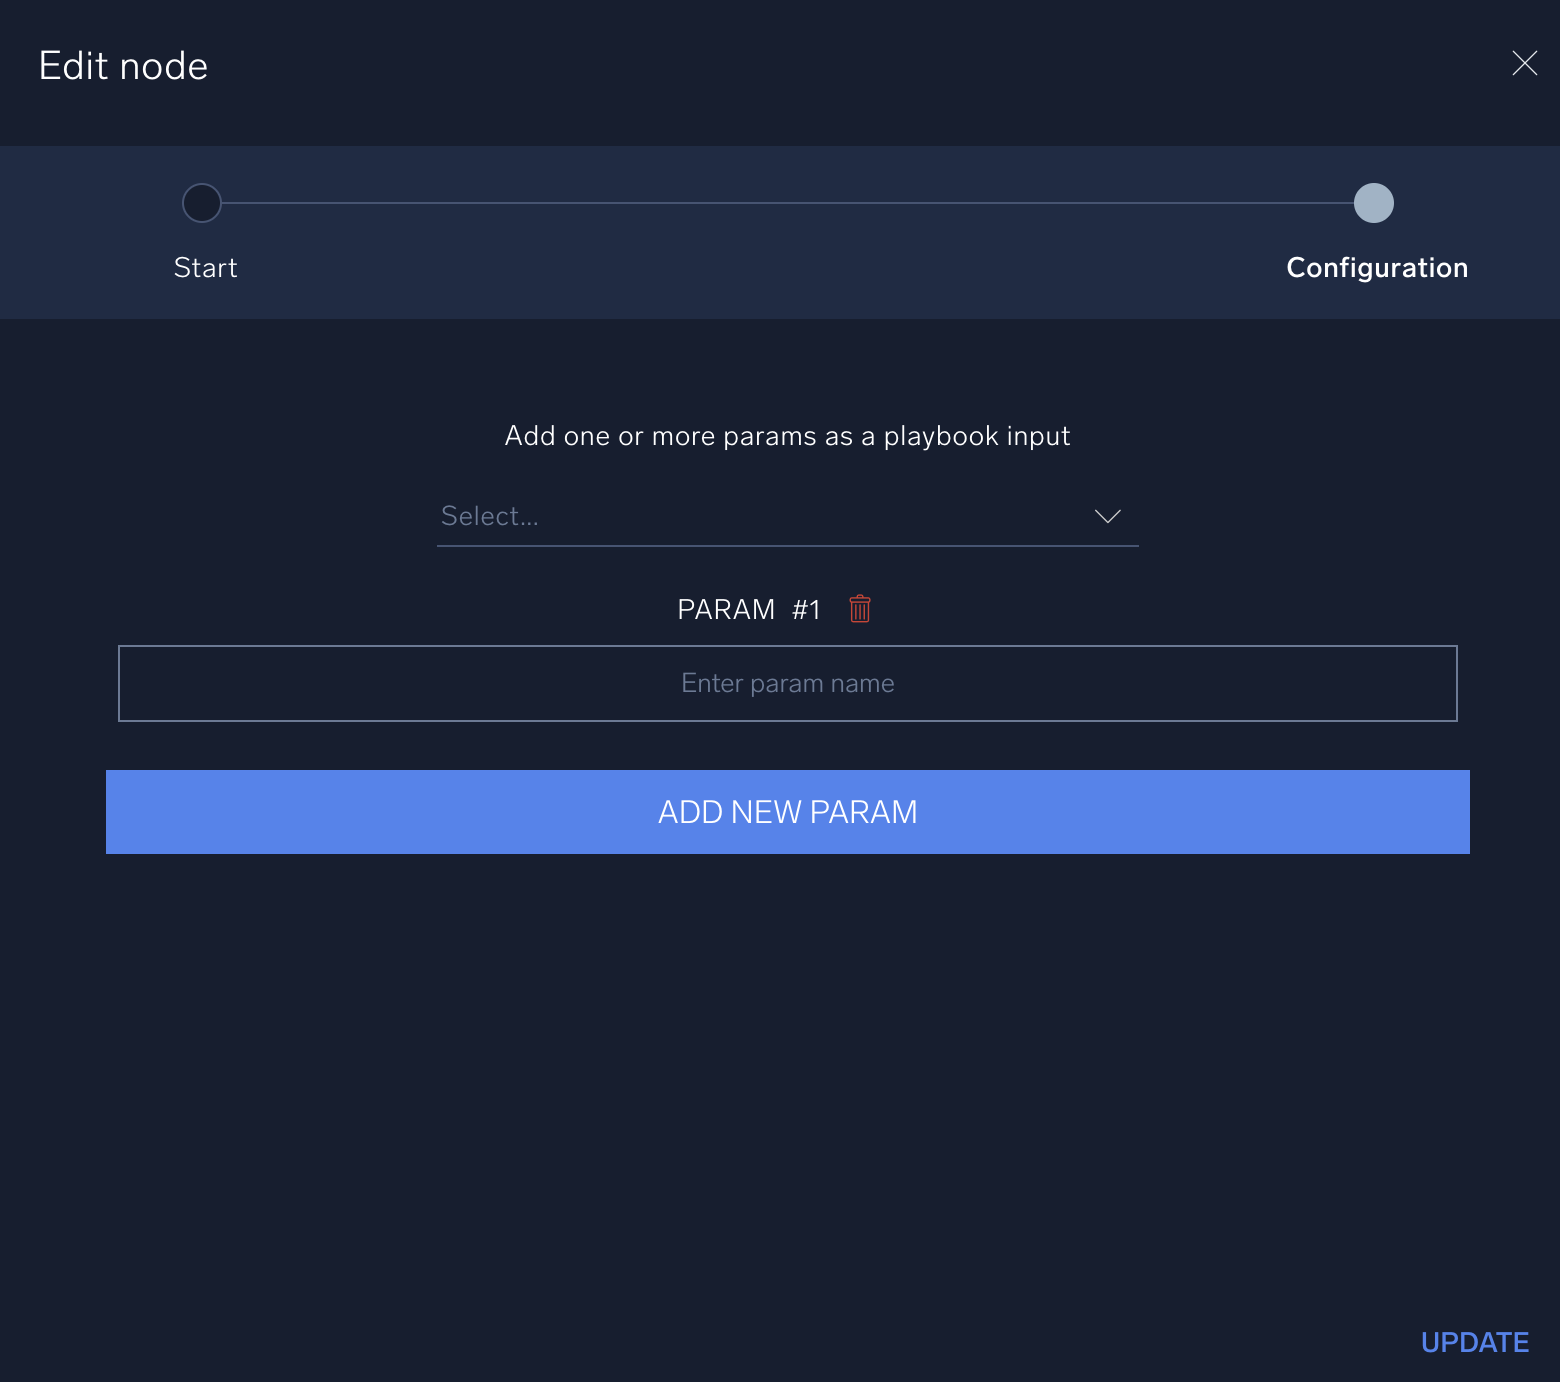 Edit node
Start
Configuration
Add one or more params as a playbook input
Select...
PARAM #1
Enter param name
ADD NEW PARAM
UPDATE